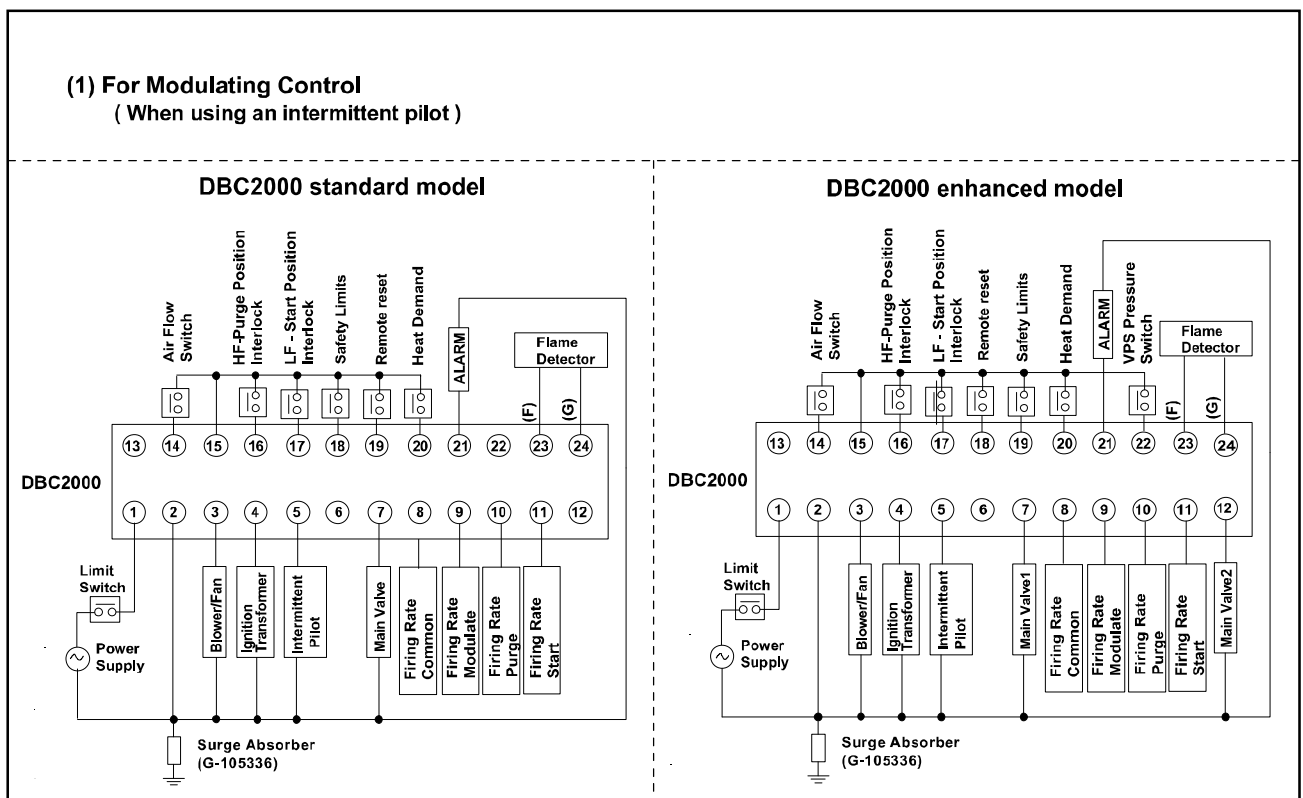 (1) For Modulating Control
( When using an intermittent pilot )
DBC2000 standard model
Air Flow
Switch
HF-Purge Position
Interlock
LF - Start Position
Interlock
Safety Limits
Remote reset
Heat Demand
ALARM
Flame
Detector
(F)
(G)
13 14 15 16 17 18 19 20 21 22 23 24
DBC2000
1 2 3 4 5 6 7 8 9 10 11 12
Limit
Switch
Power
Supply
Blower/Fan
Ignition
Transformer
Intermittent
Pilot
Main Valve
Firing Rate
Common
Firing Rate
Modulate
Firing Rate
Purge
Firing Rate
Start
Surge Absorber
(G-105336)
DBC2000 enhanced model
Air Flow
Switch
HF-Purge Position
Interlock
LF - Start Position
Interlock
Remote reset
Safety Limits
Heat Demand
ALARM
VPS Pressure
Switch
Flame
Detector
(F)
(G)
13 14 15 16 17 18 19 20 21 22 23 24
DBC2000
1 2 3 4 5 6 7 8 9 10 11 12
Limit
Switch
Power
Supply
Blower/Fan
Ignition
Transformer
Intermittent
Pilot
Main Valve1
Firing Rate
Common
Firing Rate
Modulate
Firing Rate
Purge
Firing Rate
Start
Main Valve2
Surge Absorber
(G-105336)